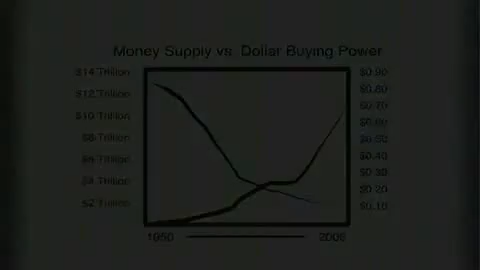 Money Supply vs. Dollar Buying Power
$14 Trillion
$12 Trillion
$10 Trillion
$8 Trillion
$6 Trillion
$4 Trillion
$2 Trillion
$0.90
$0.80
$0.70
$0.60
$0.50
$0.40
$0.30
$0.20
$0.10
1950